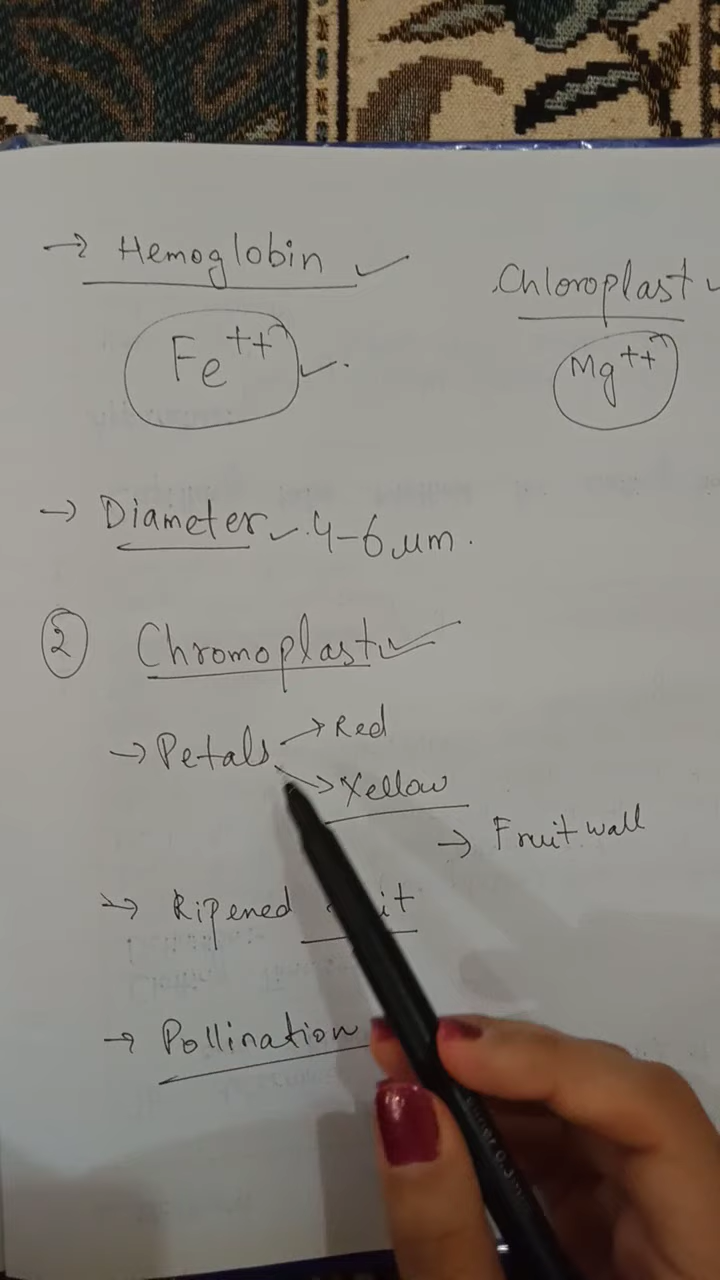 → Hemoglobin ✓
Chloroplast ✓
Fe++ ✓
Mg++
→ Diameter ✓ 4-6 µm.
② Chromoplast ✓
→ Petals → Red
→ Yellow
→ Fruit wall
→ Ripened
→ Pollination